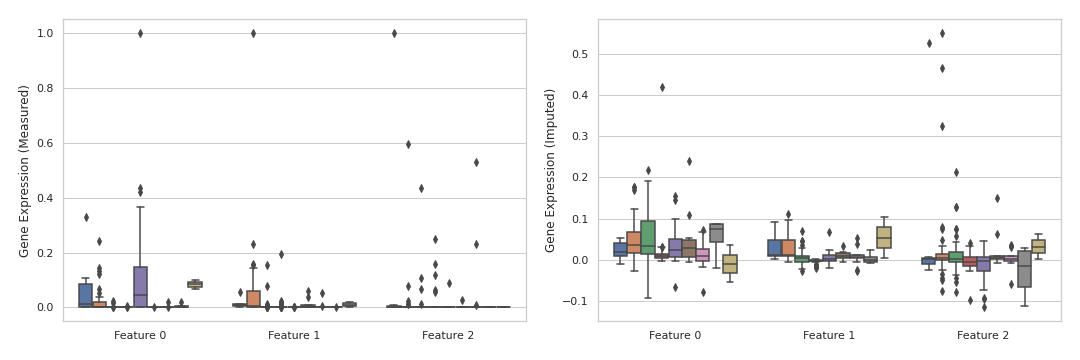 Gene Expression (Measured)
1.0
0.8
0.6
0.4
0.2
0.0
Feature 0
Feature 1
Feature 2
Gene Expression (Imputed)
0.5
0.4
0.3
0.2
0.1
0.0
−0.1
Feature 0
Feature 1
Feature 2